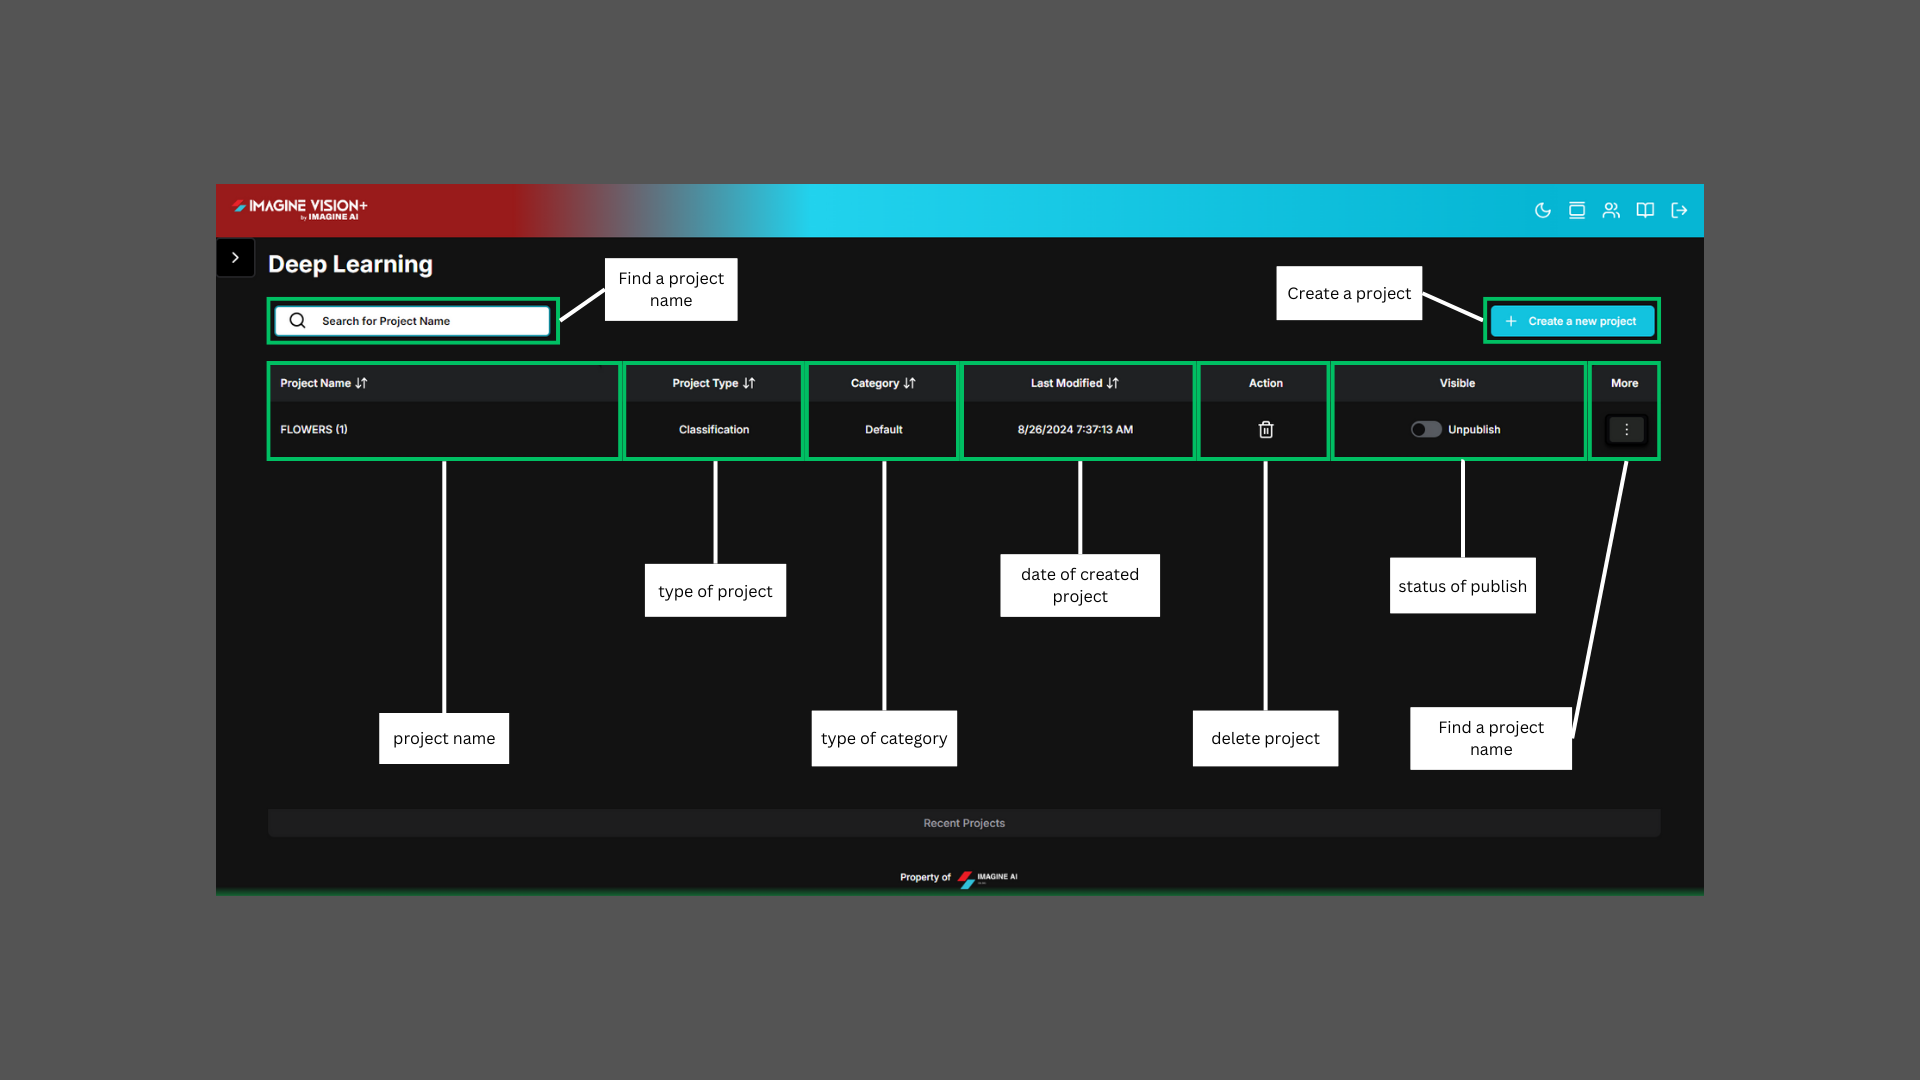 IMAGINE VISION+
by IMAGINE AI
Deep Learning
Find a project
name
Create a project
Search for Project Name
Create a new project
Project Name
Project Type
Category
Last Modified
Action
Visible
More
FLOWERS (1)
Classification
Default
8/26/2024 7:37:13 AM
Unpublish
type of project
date of created
project
status of publish
project name
type of category
delete project
Find a project
name
Recent Projects
Property of
IMAGINE AI